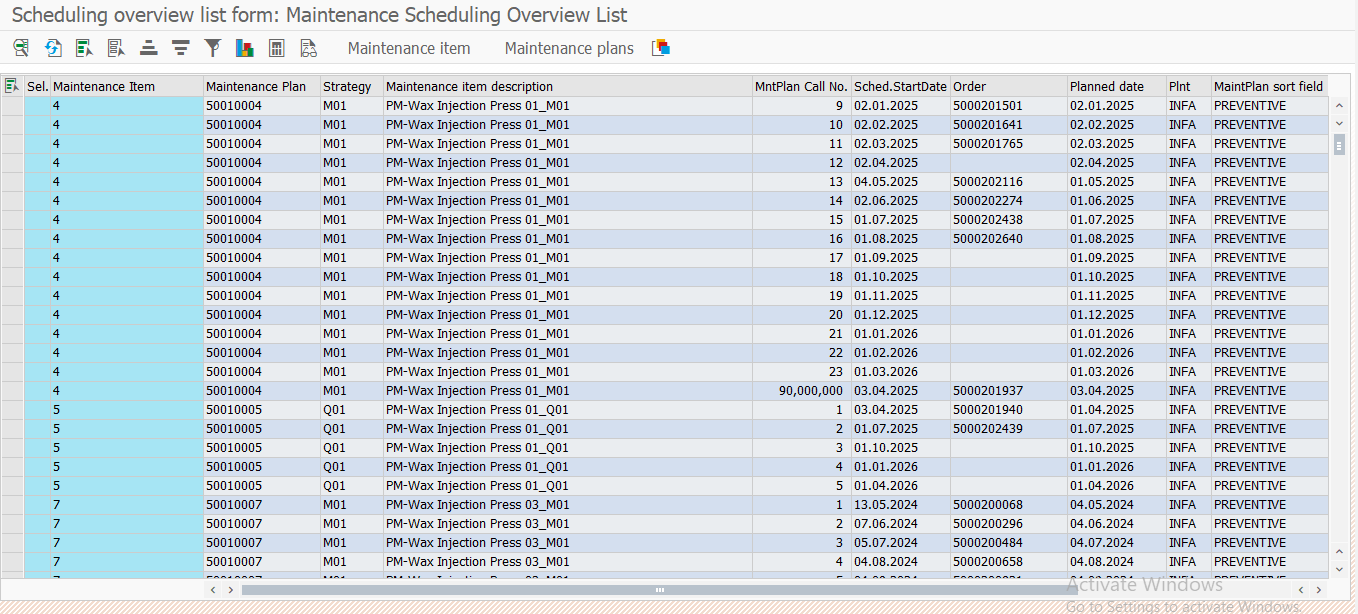 Scheduling overview list form: Maintenance Scheduling Overview List
Maintenance item Maintenance plans
Sel. Maintenance Item Maintenance Plan Strategy Maintenance item description MntPlan Call No. Sched.StartDate Order Planned date Plnt MaintPlan sort field
4 50010004 M01 PM-Wax Injection Press 01_M01 9 02.01.2025 5000201501 02.01.2025 INFA PREVENTIVE
4 50010004 M01 PM-Wax Injection Press 01_M01 10 02.02.2025 5000201641 02.02.2025 INFA PREVENTIVE
4 50010004 M01 PM-Wax Injection Press 01_M01 11 02.03.2025 5000201765 02.03.2025 INFA PREVENTIVE
4 50010004 M01 PM-Wax Injection Press 01_M01 12 02.04.2025 02.04.2025 INFA PREVENTIVE
4 50010004 M01 PM-Wax Injection Press 01_M01 13 04.05.2025 5000202116 01.05.2025 INFA PREVENTIVE
4 50010004 M01 PM-Wax Injection Press 01_M01 14 02.06.2025 5000202274 01.06.2025 INFA PREVENTIVE
4 50010004 M01 PM-Wax Injection Press 01_M01 15 01.07.2025 5000202438 01.07.2025 INFA PREVENTIVE
4 50010004 M01 PM-Wax Injection Press 01_M01 16 01.08.2025 5000202640 01.08.2025 INFA PREVENTIVE
4 50010004 M01 PM-Wax Injection Press 01_M01 17 01.09.2025 01.09.2025 INFA PREVENTIVE
4 50010004 M01 PM-Wax Injection Press 01_M01 18 01.10.2025 01.10.2025 INFA PREVENTIVE
4 50010004 M01 PM-Wax Injection Press 01_M01 19 01.11.2025 01.11.2025 INFA PREVENTIVE
4 50010004 M01 PM-Wax Injection Press 01_M01 20 01.12.2025 01.12.2025 INFA PREVENTIVE
4 50010004 M01 PM-Wax Injection Press 01_M01 21 01.01.2026 01.01.2026 INFA PREVENTIVE
4 50010004 M01 PM-Wax Injection Press 01_M01 22 01.02.2026 01.02.2026 INFA PREVENTIVE
4 50010004 M01 PM-Wax Injection Press 01_M01 23 01.03.2026 01.03.2026 INFA PREVENTIVE
4 50010004 M01 PM-Wax Injection Press 01_M01 90,000,000 03.04.2025 5000201937 03.04.2025 INFA PREVENTIVE
5 50010005 Q01 PM-Wax Injection Press 01_Q01 1 03.04.2025 5000201940 01.04.2025 INFA PREVENTIVE
5 50010005 Q01 PM-Wax Injection Press 01_Q01 2 01.07.2025 5000202439 01.07.2025 INFA PREVENTIVE
5 50010005 Q01 PM-Wax Injection Press 01_Q01 3 01.10.2025 01.10.2025 INFA PREVENTIVE
5 50010005 Q01 PM-Wax Injection Press 01_Q01 4 01.01.2026 01.01.2026 INFA PREVENTIVE
5 50010005 Q01 PM-Wax Injection Press 01_Q01 5 01.04.2026 01.04.2026 INFA PREVENTIVE
7 50010007 M01 PM-Wax Injection Press 03_M01 1 13.05.2024 5000200068 04.05.2024 INFA PREVENTIVE
7 50010007 M01 PM-Wax Injection Press 03_M01 2 07.06.2024 5000200296 04.06.2024 INFA PREVENTIVE
7 50010007 M01 PM-Wax Injection Press 03_M01 3 05.07.2024 5000200484 04.07.2024 INFA PREVENTIVE
7 50010007 M01 PM-Wax Injection Press 03_M01 4 04.08.2024 5000200658 04.08.2024 INFA PREVENTIVE
Activate Windows
Go to Settings to activate Windows.